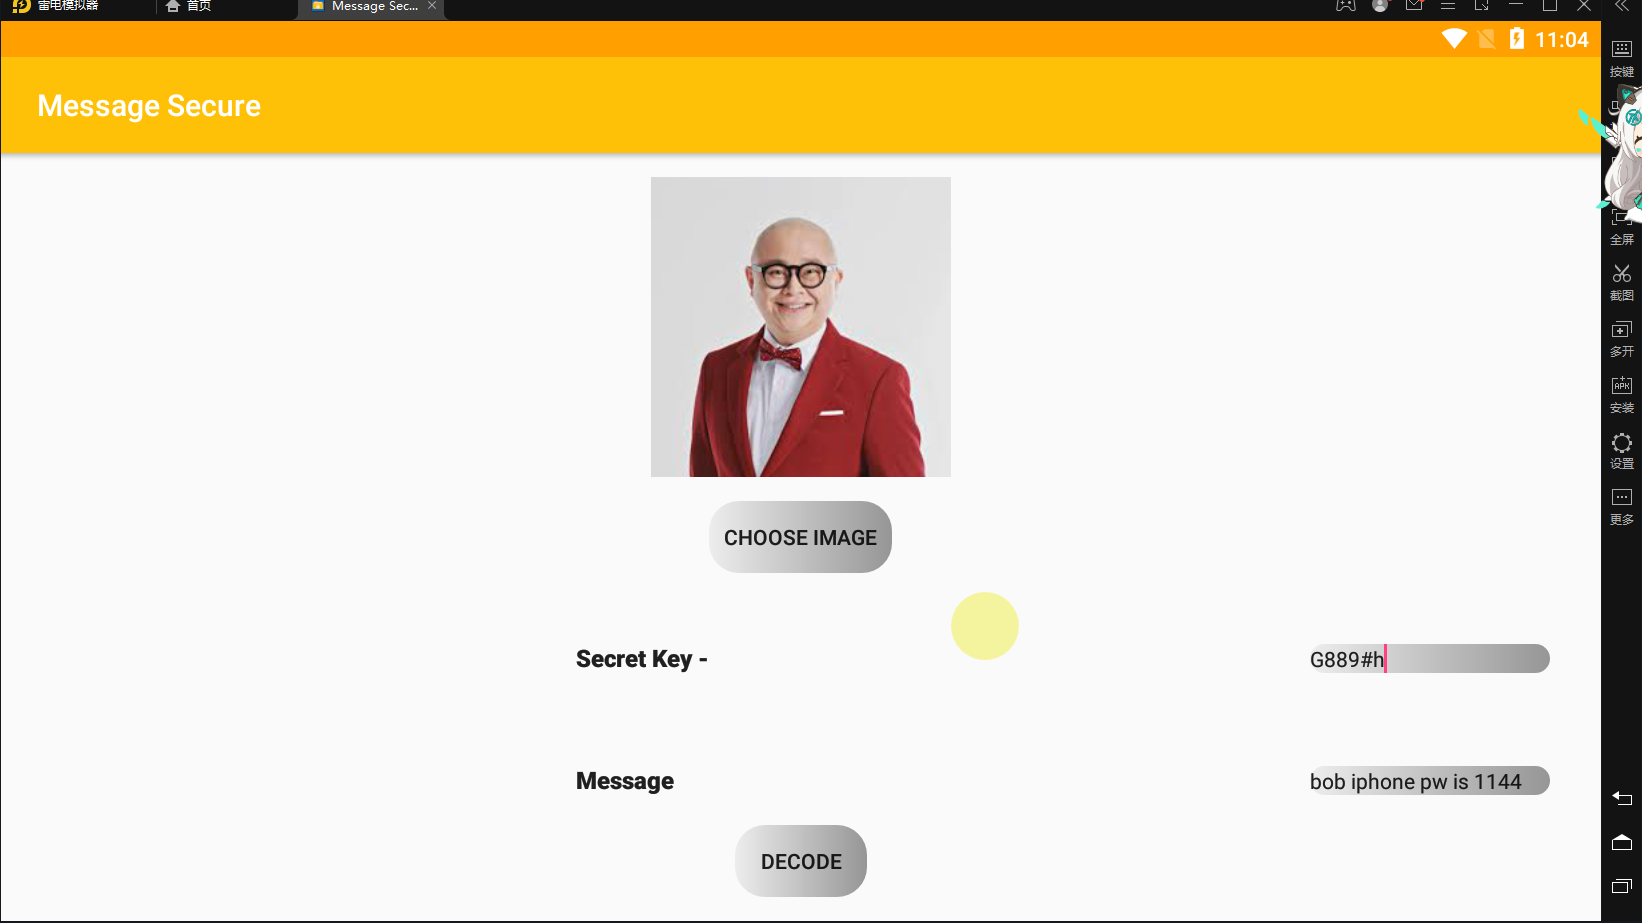 雷电模拟器
首页
Message Sec...
11:04
Message Secure
按键
全屏
截图
多开
APK
安装
设置
更多
CHOOSE IMAGE
Secret Key -
G889#h
Message
bob iphone pw is 1144
DECODE